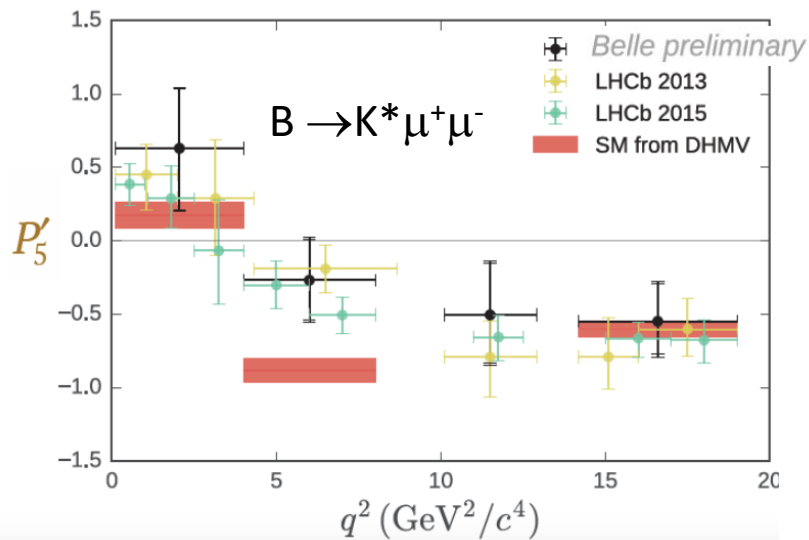 1.5
1.0
0.5
0.0
−0.5
−1.0
−1.5
P′₅
B →K*μ⁺μ⁻
Belle preliminary
LHCb 2013
LHCb 2015
SM from DHMV
0 5 10 15 20
q² (GeV²/c⁴)